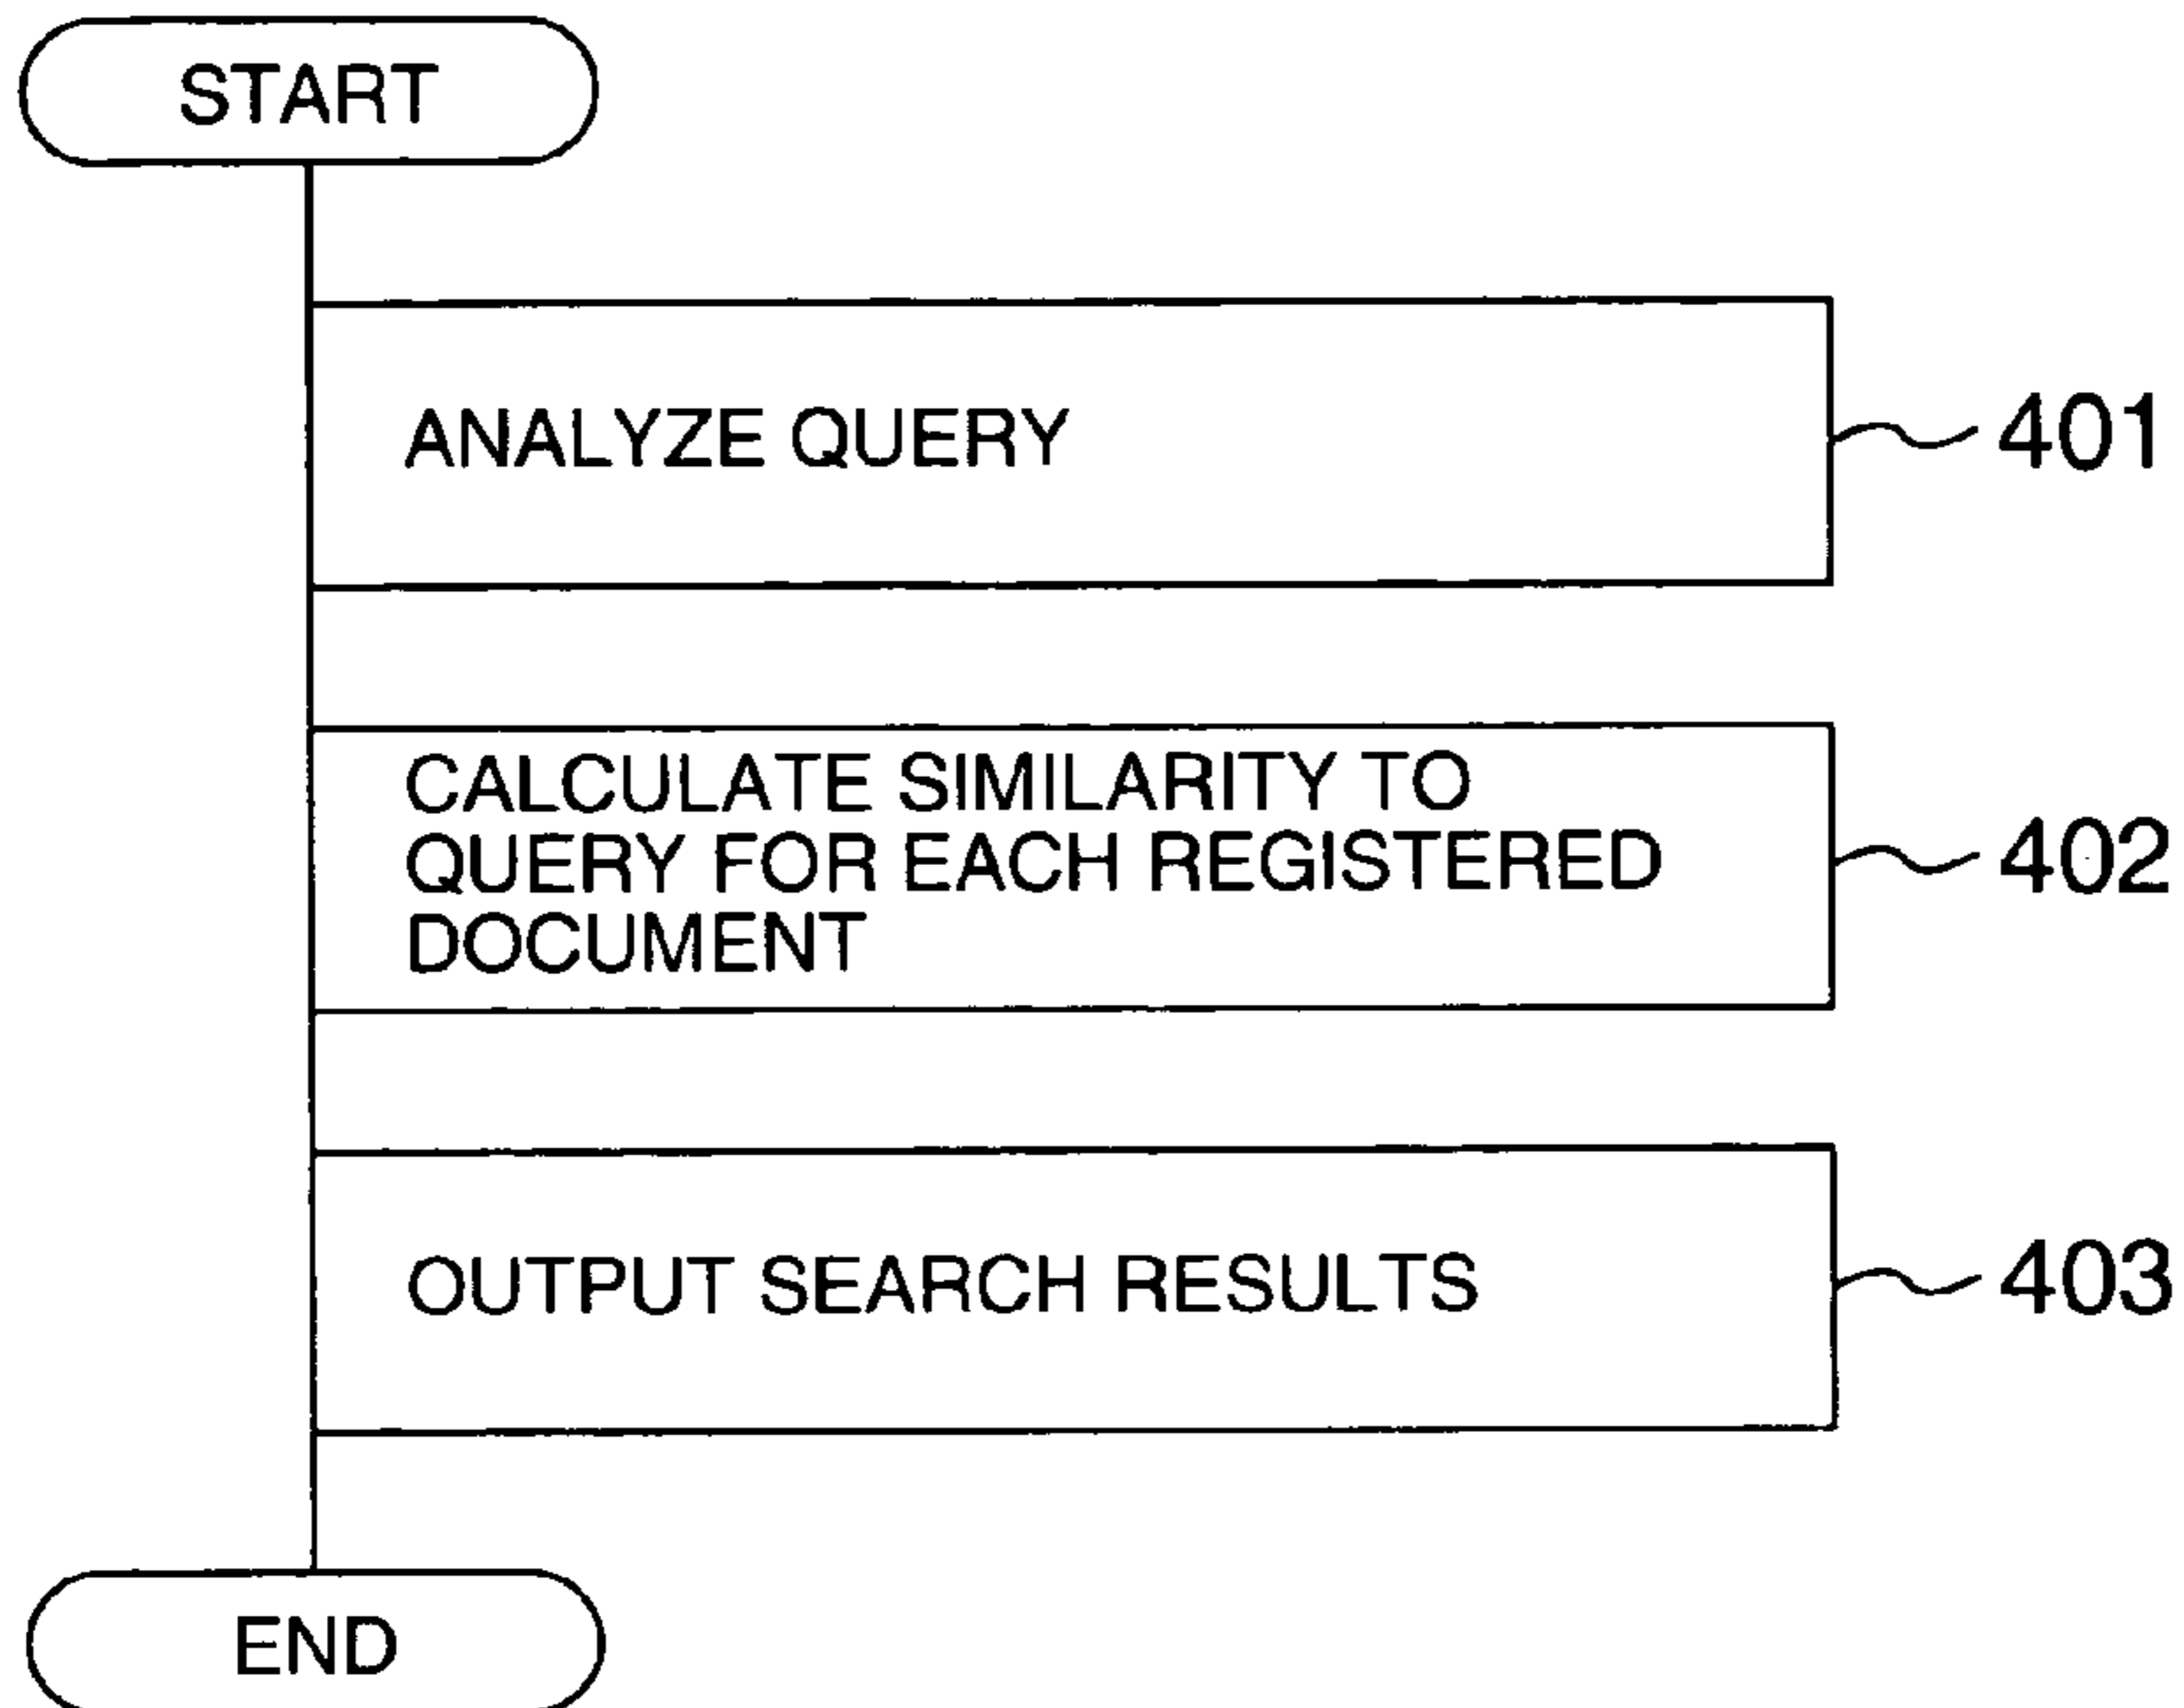 START
ANALYZE QUERY
401
CALCULATE SIMILARITY TO
QUERY FOR EACH REGISTERED
DOCUMENT
402
OUTPUT SEARCH RESULTS
403
END